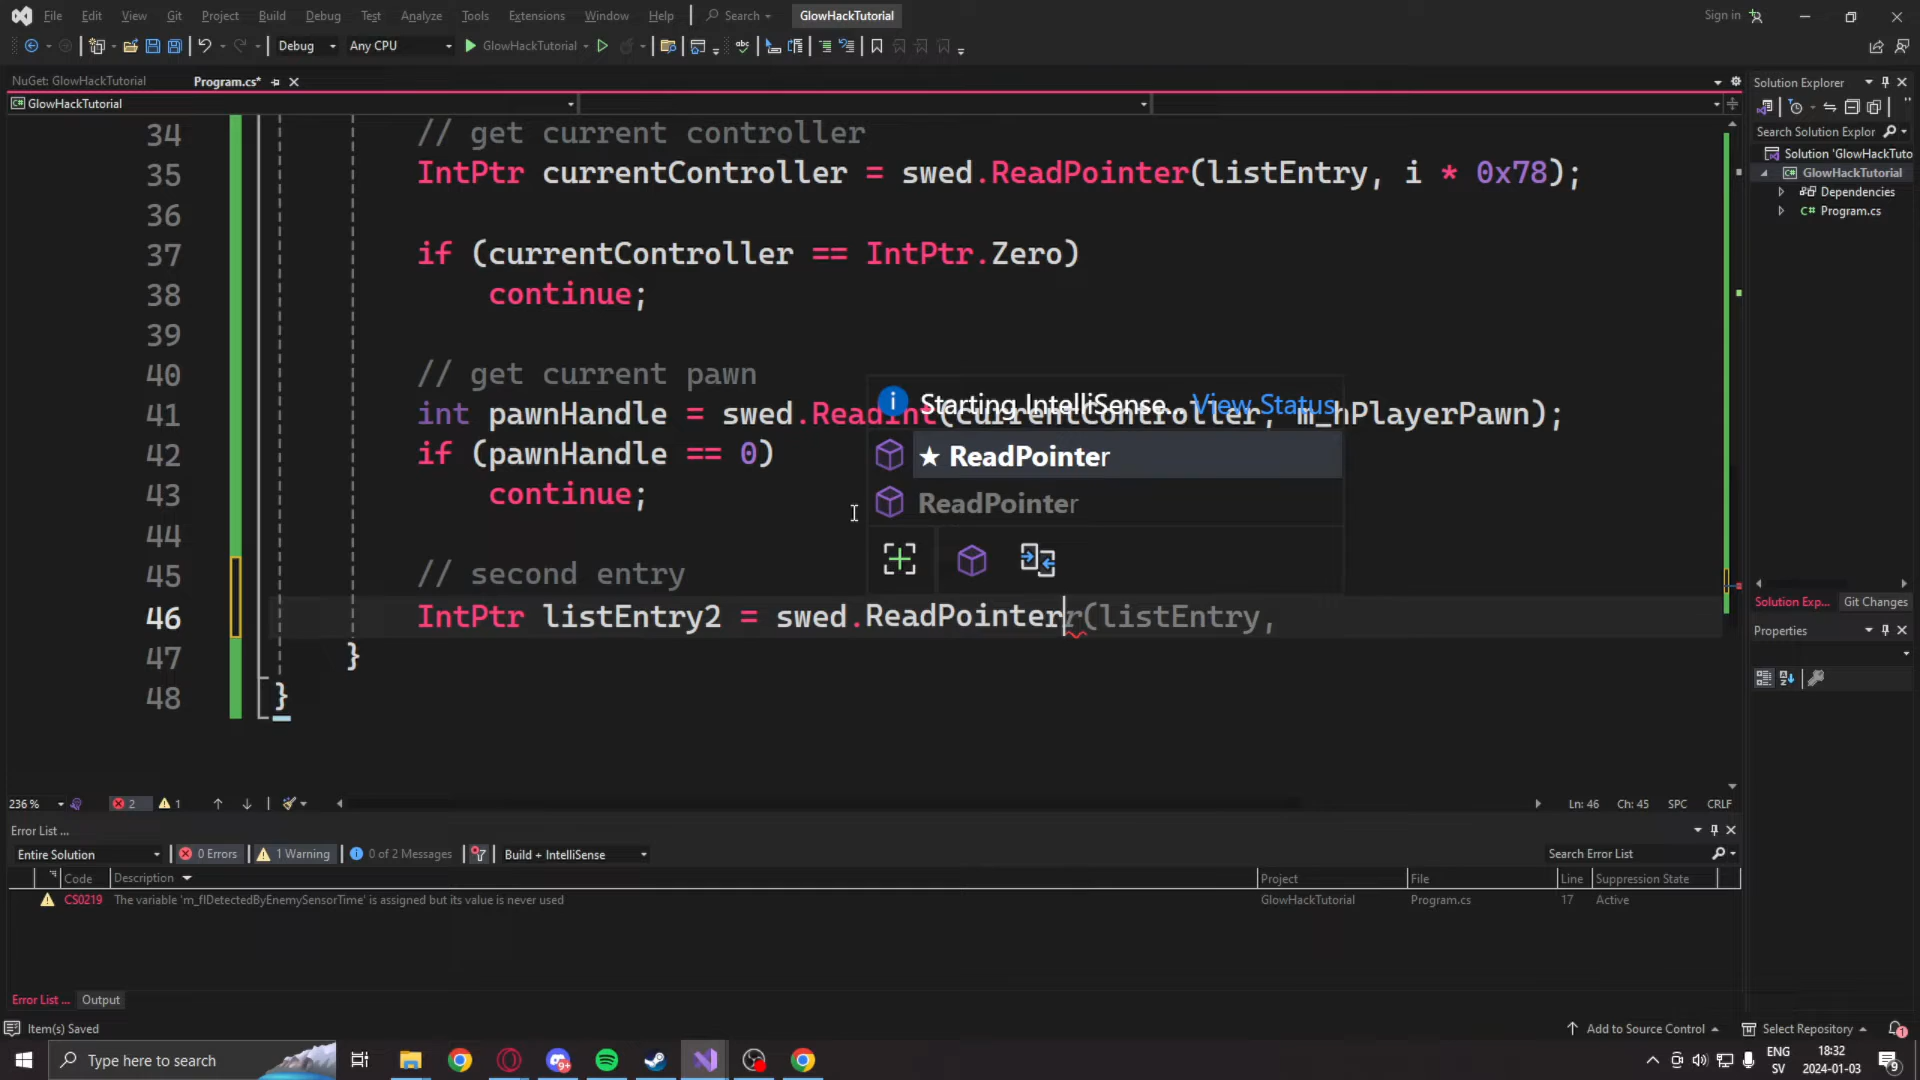 File Edit View Git Project Build Debug Test Analyze Tools Extensions Window Help Search GlowHackTutorial Sign in
Debug Any CPU GlowHackTutorial
NuGet: GlowHackTutorial Program.cs* Solution Explorer
GlowHackTutorial
Search Solution Explor
Solution 'GlowHackTuto
GlowHackTutorial
Dependencies
Program.cs
34 // get current controller
35 IntPtr currentController = swed.ReadPointer(listEntry, i * 0x78);
36
37 if (currentController == IntPtr.Zero)
38 continue;
39
40 // get current pawn
Starting IntelliSense... View Status
41 int pawnHandle = swed.ReadInt(currentController, m_hPlayerPawn);
42 if (pawnHandle == 0)
★ ReadPointer
43 continue;
ReadPointer
44
45 // second entry
46 IntPtr listEntry2 = swed.ReadPointerr(listEntry,
47 }
48 }
Solution Exp... Git Changes
Properties
236 % 2 1 Ln: 46 Ch: 45 SPC CRLF
Error List ...
Entire Solution 0 Errors 1 Warning 0 of 2 Messages Build + IntelliSense Search Error List
Code Description Project File Line Suppression State
CS0219 The variable 'm_flDetectedByEnemySensorTime' is assigned but its value is never used GlowHackTutorial Program.cs 17 Active
Error List ... Output
Item(s) Saved Add to Source Control Select Repository 1
Type here to search 9+ ENG 18:32
SV 2024-01-03 9